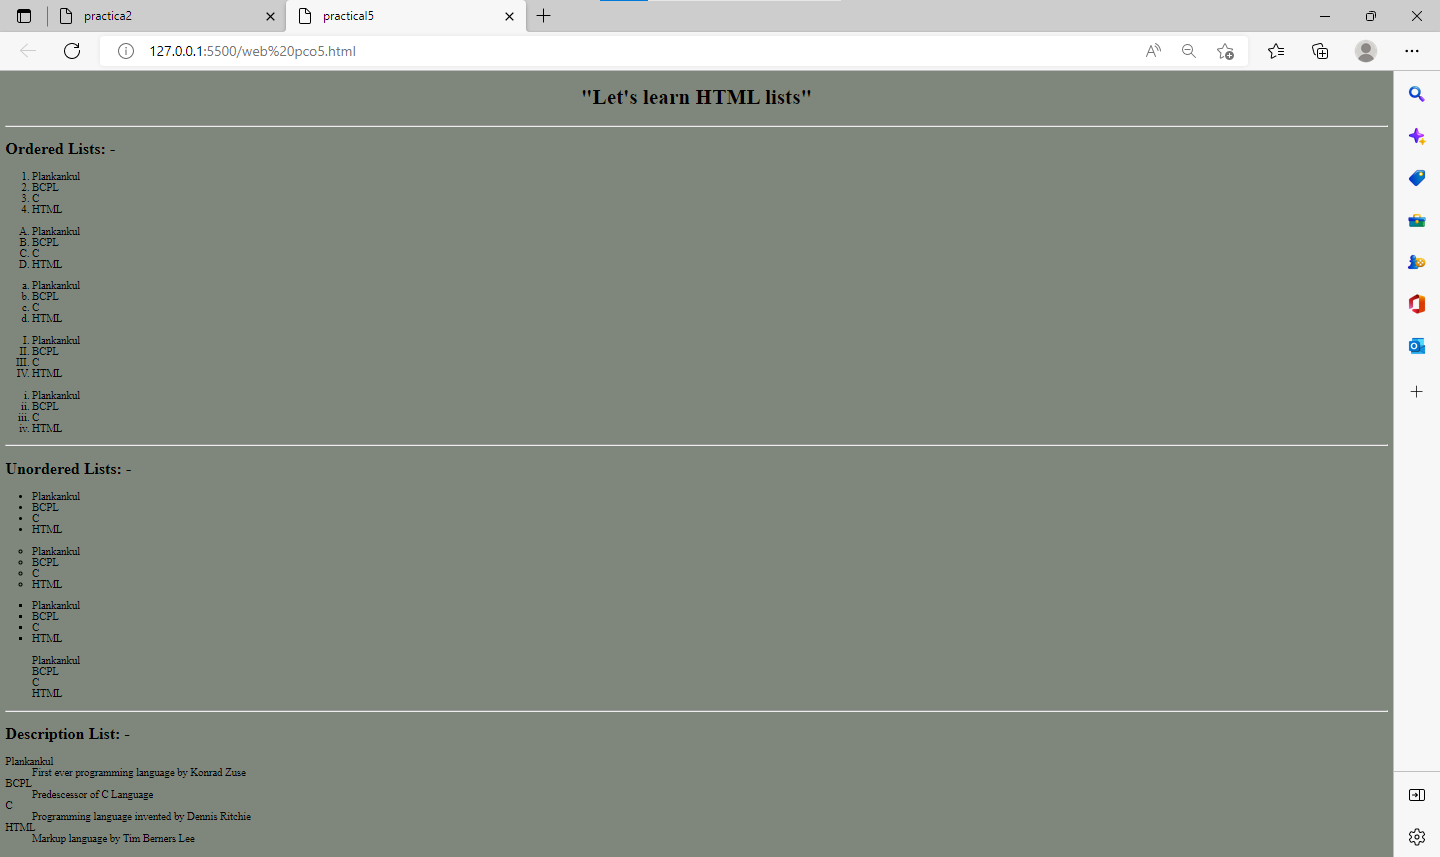 practica2
practical5
127.0.0.1:5500/web%20pco5.html
"Let's learn HTML lists"
Ordered Lists: -
1. Plankankul
2. BCPL
3. C
4. HTML
A. Plankankul
B. BCPL
C. C
D. HTML
a. Plankankul
b. BCPL
c. C
d. HTML
I. Plankankul
II. BCPL
III. C
IV. HTML
i. Plankankul
ii. BCPL
iii. C
iv. HTML
Unordered Lists: -
• Plankankul
• BCPL
• C
• HTML
◦ Plankankul
◦ BCPL
◦ C
◦ HTML
▪ Plankankul
▪ BCPL
▪ C
▪ HTML
Plankankul
BCPL
C
HTML
Description List: -
Plankankul
First ever programming language by Konrad Zuse
BCPL
Predescessor of C Language
C
Programming language invented by Dennis Ritchie
HTML
Markup language by Tim Berners Lee